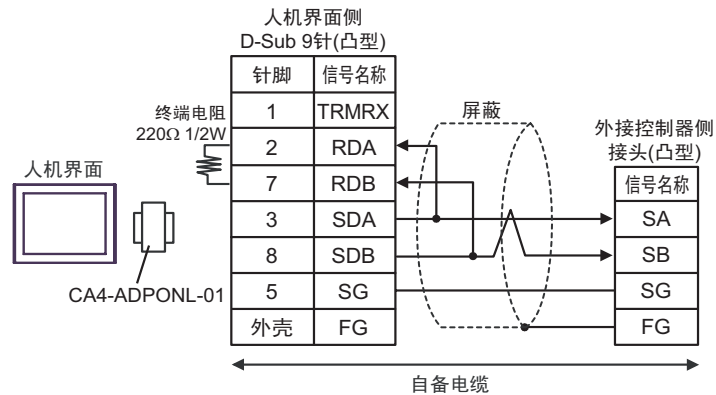 人机界面侧
D-Sub 9针(凸型)
针脚 信号名称
1 TRMRX
2 RDA
7 RDB
3 SDA
8 SDB
5 SG
外壳 FG
终端电阻
220Ω 1/2W
人机界面
CA4-ADPONL-01
屏蔽
外接控制器侧
接头(凸型)
信号名称
SA
SB
SG
FG
自备电缆